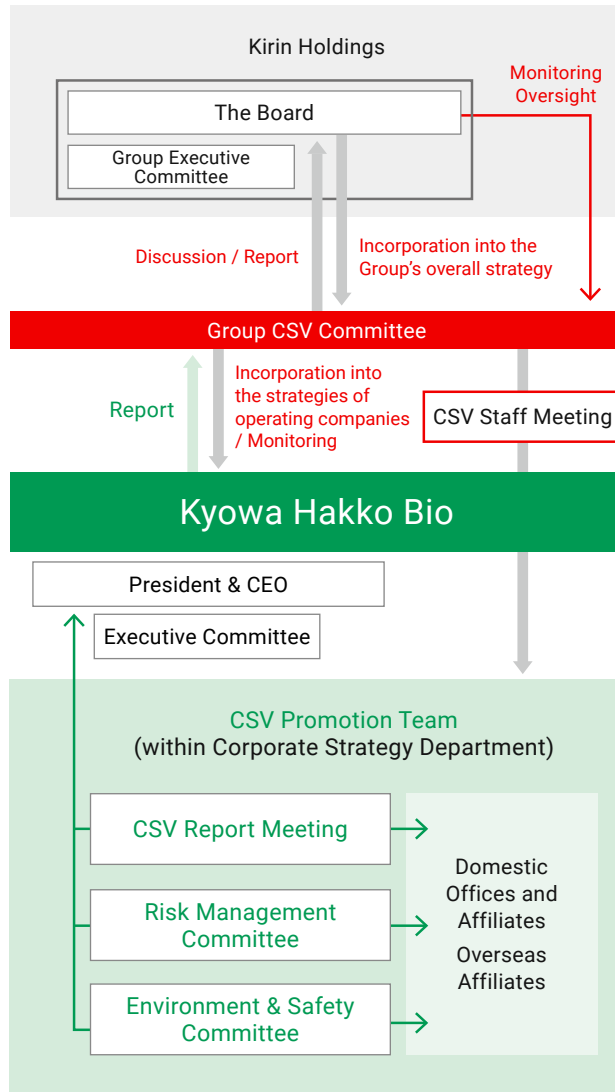 Kirin Holdings
Monitoring
Oversight
The Board
Group Executive
Committee
Discussion / Report
Incorporation into the
Group's overall strategy
Group CSV Committee
Report
Incorporation into
the strategies of
operating companies
/ Monitoring
CSV Staff Meeting
Kyowa Hakko Bio
President & CEO
Executive Committee
CSV Promotion Team
(within Corporate Strategy Department)
CSV Report Meeting
Risk Management
Committee
Environment & Safety
Committee
Domestic
Offices and
Affiliates
Overseas
Affiliates